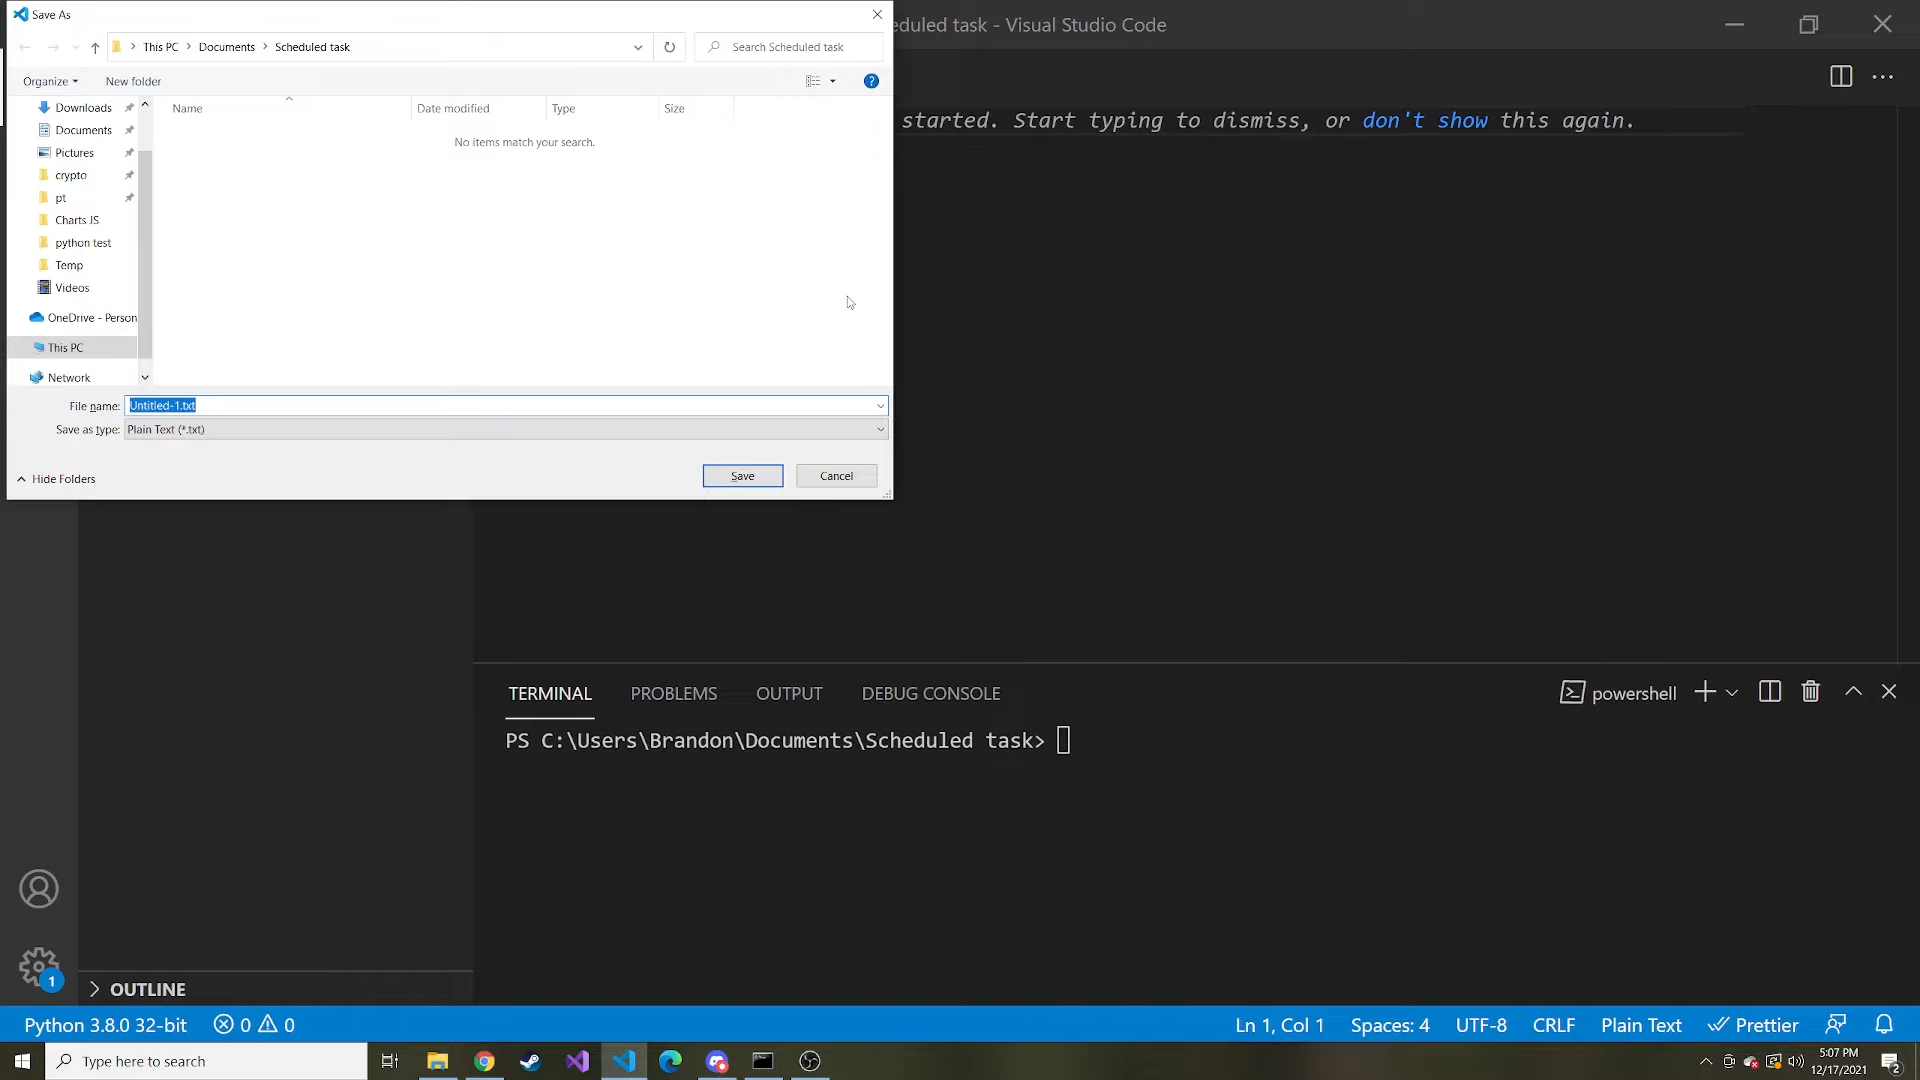 Save As
eduled task - Visual Studio Code
This PC
Documents
Scheduled task
Search Scheduled task
Organize
New folder
?
Downloads
Name
Date modified
Type
Size
started. Start typing to dismiss, or don't show this again.
Documents
No items match your search.
Pictures
crypto
pt
Charts JS
python test
Temp
Videos
OneDrive - Person
This PC
Network
File name:
Untitled-1.txt
Save as type:
Plain Text (*.txt)
Hide Folders
Save
Cancel
TERMINAL
PROBLEMS
OUTPUT
DEBUG CONSOLE
powershell
PS C:\Users\Brandon\Documents\Scheduled task>
1
OUTLINE
Python 3.8.0 32-bit
0
0
Ln 1, Col 1
Spaces: 4
UTF-8
CRLF
Plain Text
Prettier
Type here to search
5:07 PM
12/17/2021
2